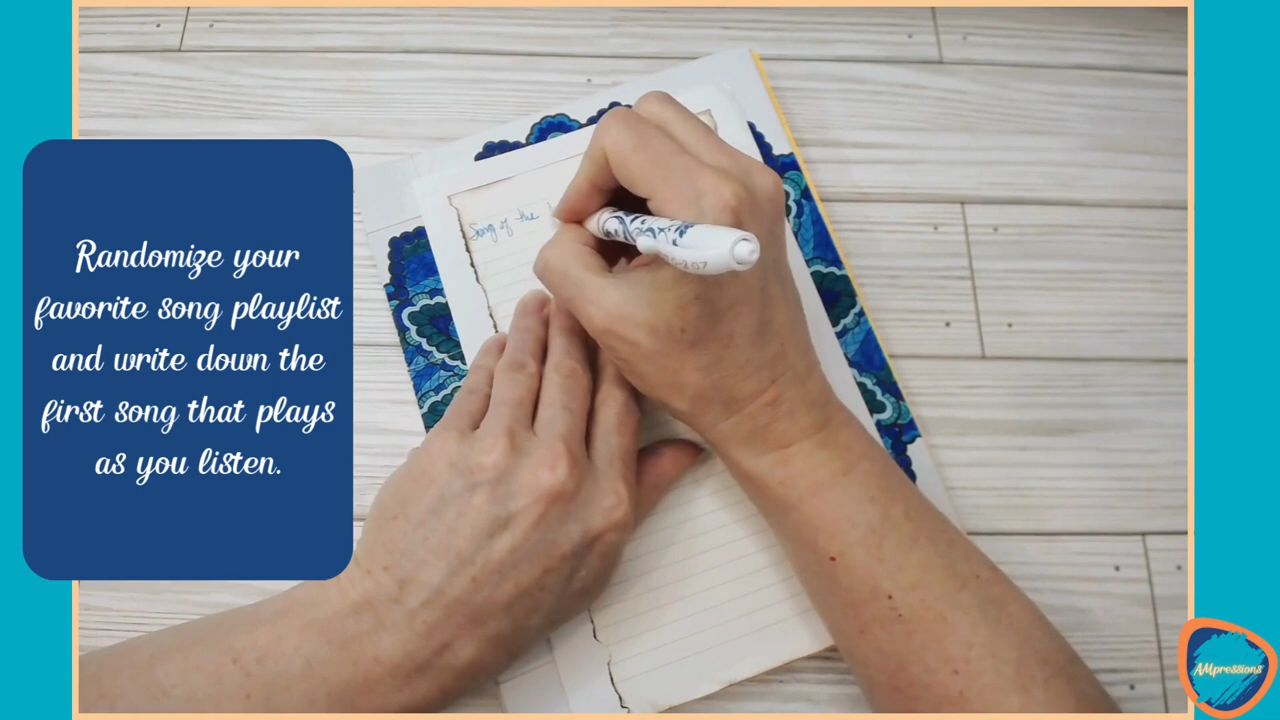 Randomize your
favorite song playlist
and write down the
first song that plays
as you listen.
Song of the
AMpressions